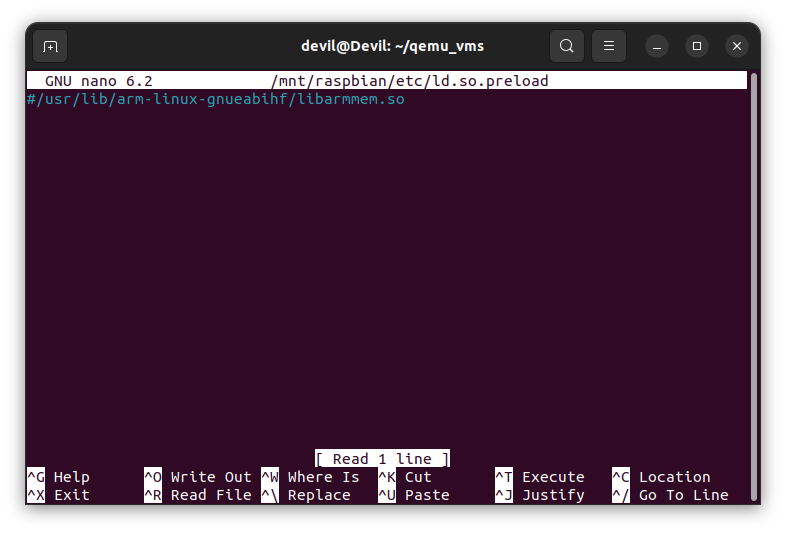 devil@Devil: ~/qemu_vms
GNU nano 6.2 /mnt/raspbian/etc/ld.so.preload
#/usr/lib/arm-linux-gnueabihf/libarmmem.so
[ Read 1 line ]
^G Help ^O Write Out ^W Where Is ^K Cut ^T Execute ^C Location
^X Exit ^R Read File ^\ Replace ^U Paste ^J Justify ^/ Go To Line